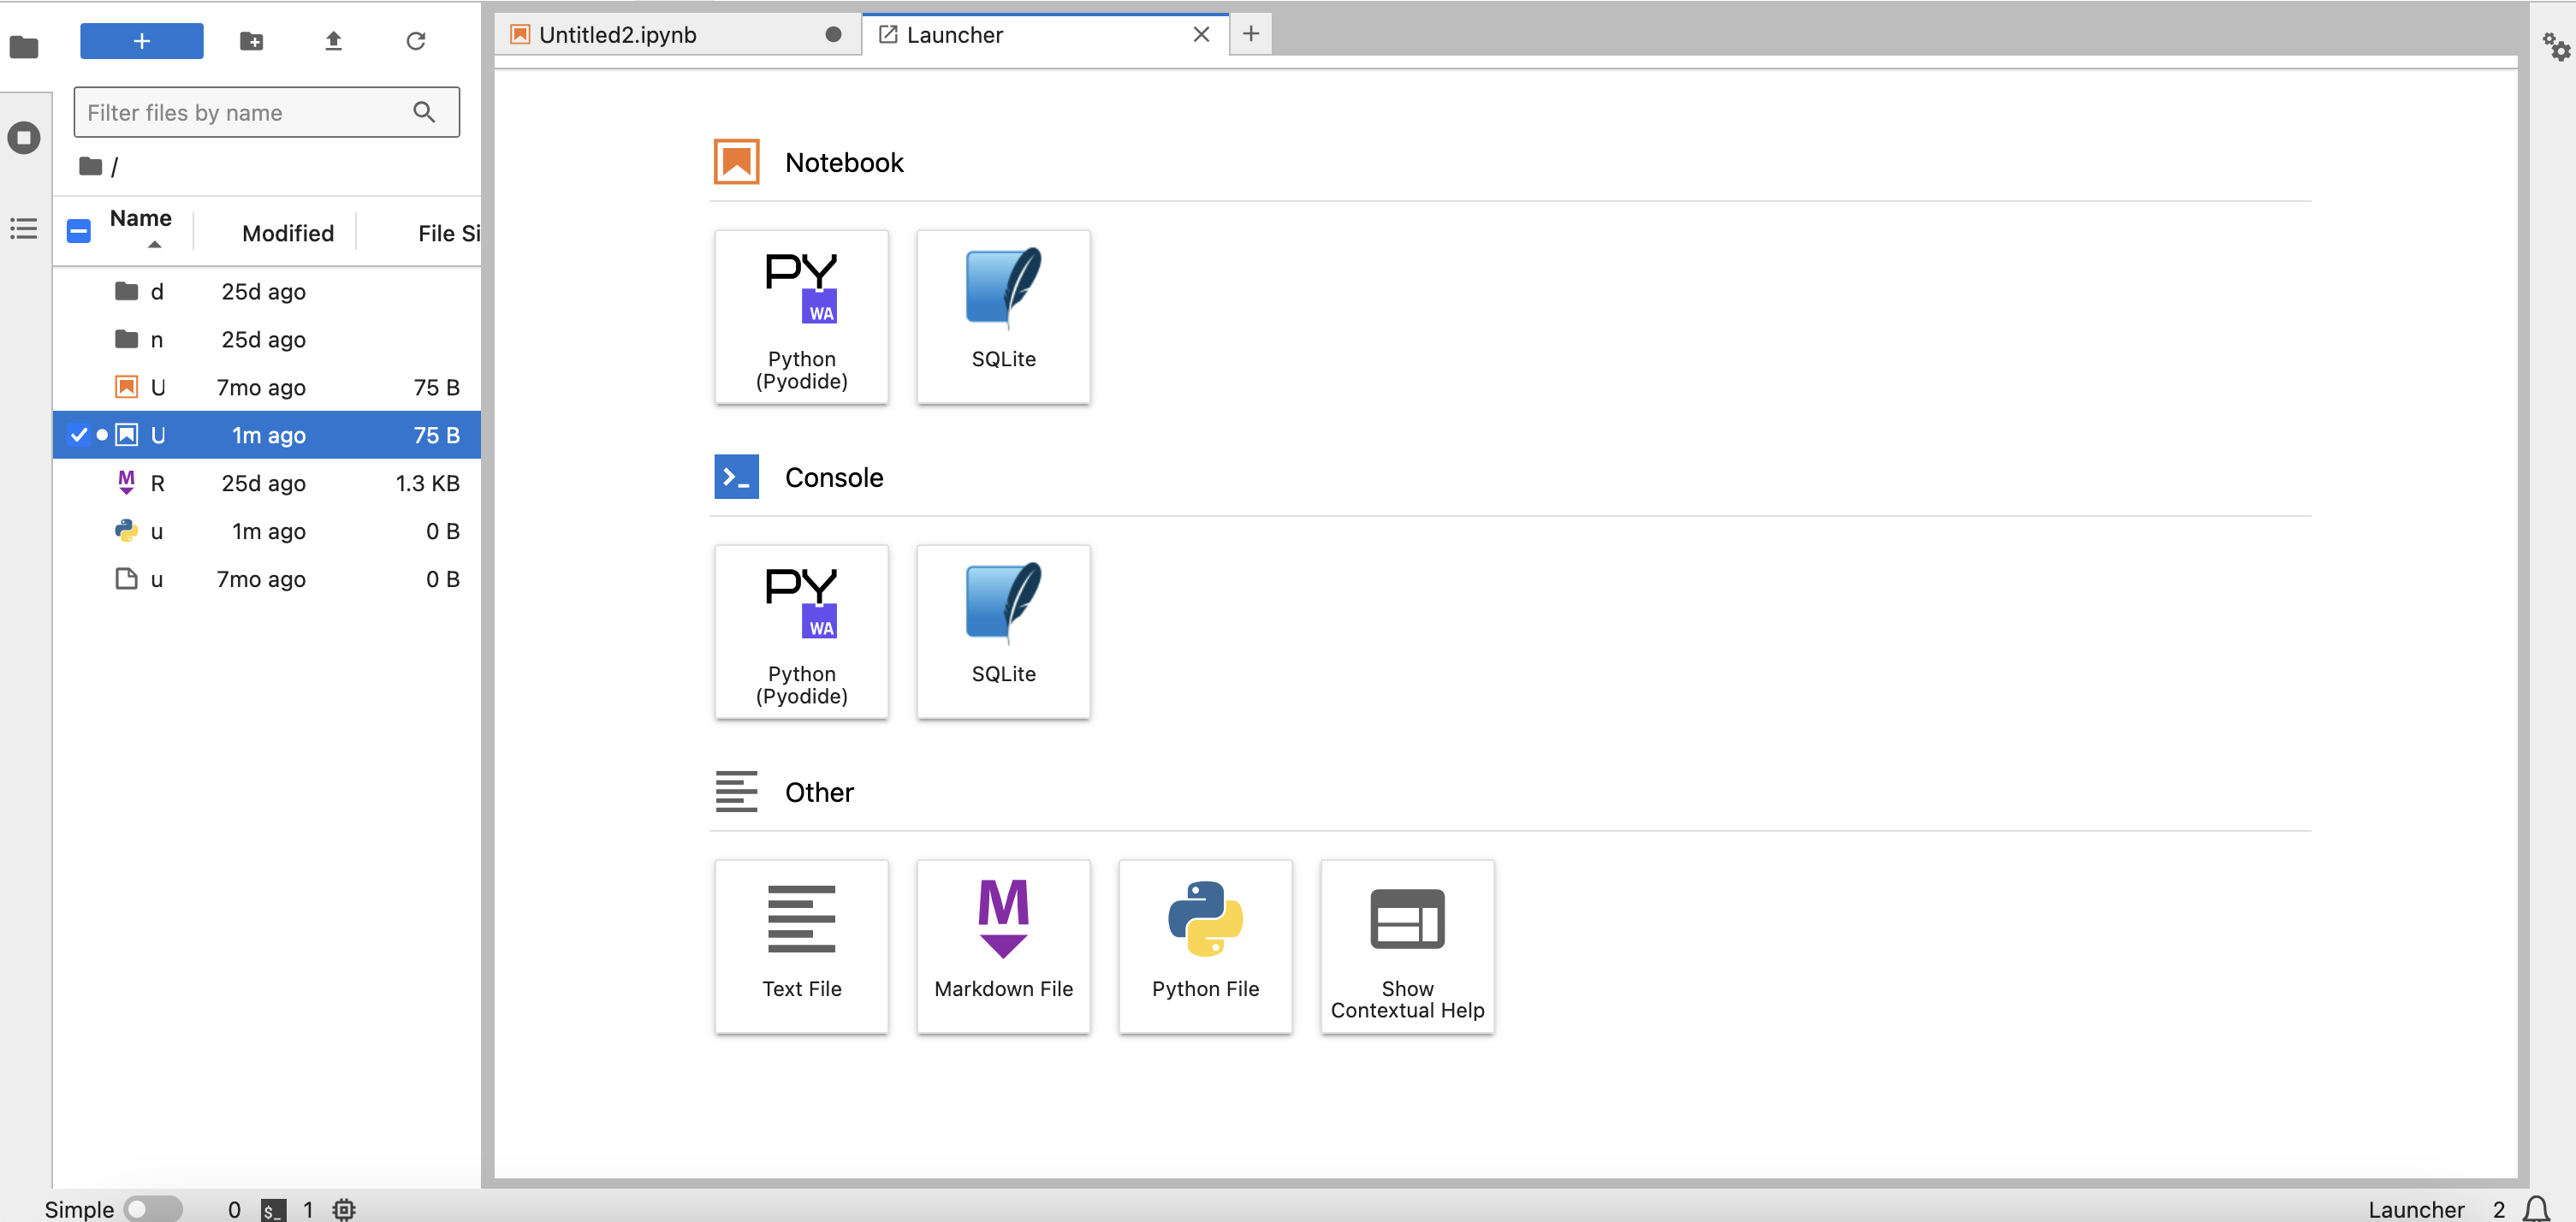 Untitled2.ipynb
Launcher
Filter files by name
/
Name
Modified
File Si
d 25d ago
n 25d ago
U 7mo ago 75 B
U 1m ago 75 B
M R 25d ago 1.3 KB
u 1m ago 0 B
u 7mo ago 0 B
Notebook
PY
WA
Python
(Pyodide)
SQLite
Console
PY
WA
Python
(Pyodide)
SQLite
Other
Text File
M
Markdown File
Python File
Show
Contextual Help
Simple
0
$_
1
Launcher
2